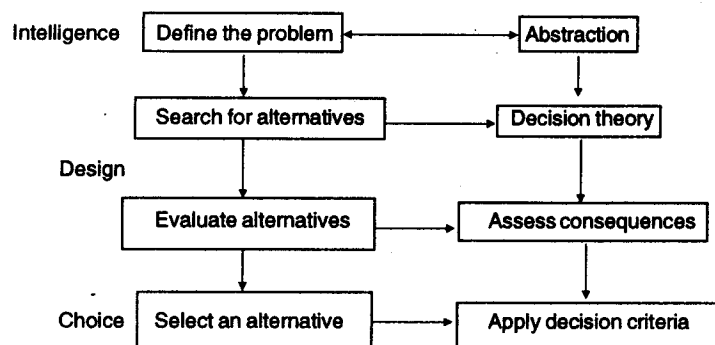 Intelligence Define the problem Abstraction
Search for alternatives Decision theory
Design
Evaluate alternatives Assess consequences
Choice Select an alternative Apply decision criteria